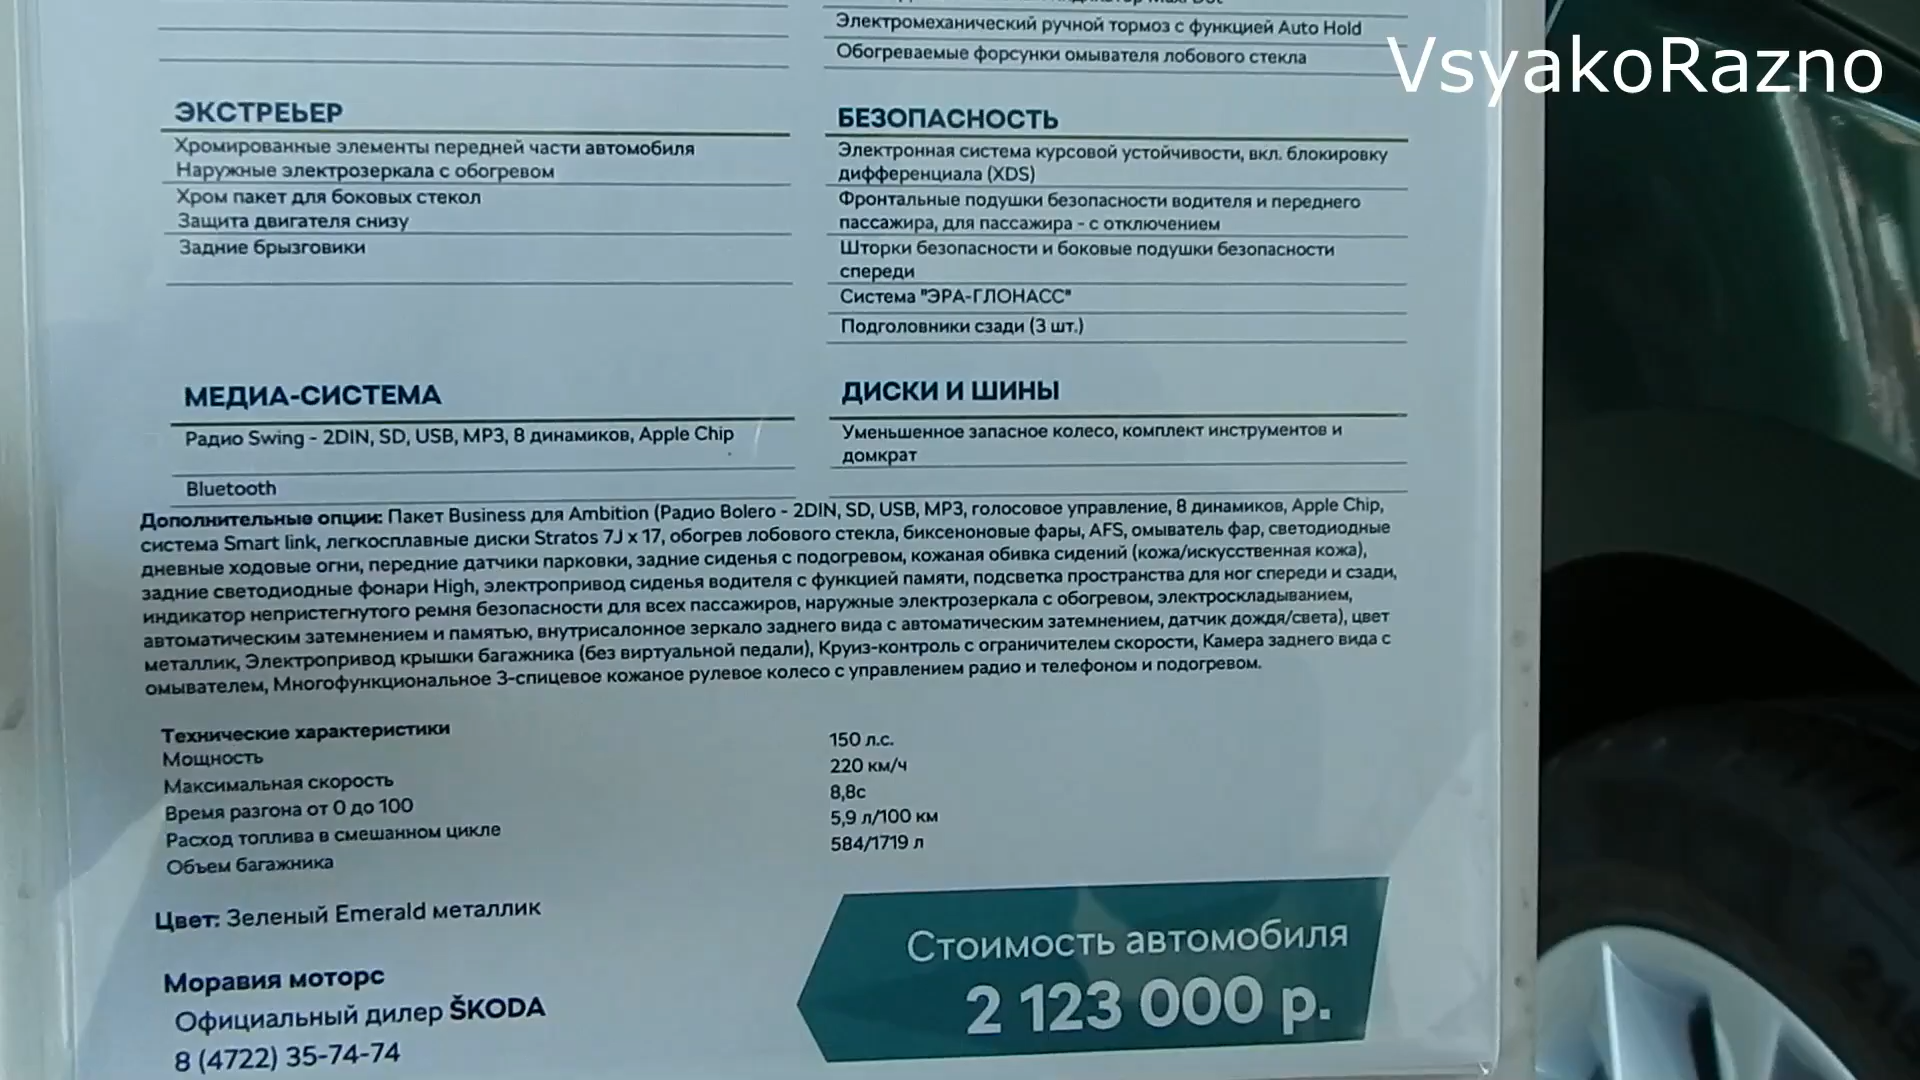 Электромеханический ручной тормоз с функцией Auto Hold
Обогреваемые форсунки омывателя лобового стекла
VsyakoRazno
ЭКСТРЕЬЕР
Хромированные элементы передней части автомобиля
Наружные электрозеркала с обогревом
Хром пакет для боковых стекол
Защита двигателя снизу
Задние брызговики
БЕЗОПАСНОСТЬ
Электронная система курсовой устойчивости, вкл. блокировку
дифференциала (XDS)
Фронтальные подушки безопасности водителя и переднего
пассажира, для пассажира - с отключением
Шторки безопасности и боковые подушки безопасности
спереди
Система "ЭРА-ГЛОНАСС"
Подголовники сзади (3 шт.)
МЕДИА-СИСТЕМА
Радио Swing - 2DIN, SD, USB, MP3, 8 динамиков, Apple Chip
Bluetooth
ДИСКИ И ШИНЫ
Уменьшенное запасное колесо, комплект инструментов и
домкрат
Дополнительные опции: Пакет Business для Ambition (Радио Bolero - 2DIN, SD, USB, MP3, голосовое управление, 8 динамиков, Apple Chip,
система Smart link, легкосплавные диски Stratos 7J x 17, обогрев лобового стекла, биксеноновые фары, AFS, омыватель фар, светодиодные
дневные ходовые огни, передние датчики парковки, задние сиденья с подогревом, кожаная обивка сидений (кожа/искусственная кожа),
задние светодиодные фонари High, электропривод сиденья водителя с функцией памяти, подсветка пространства для ног спереди и сзади,
индикатор непристегнутого ремня безопасности для всех пассажиров, наружные электрозеркала с обогревом, электроскладыванием,
автоматическим затемнением и памятью, внутрисалонное зеркало заднего вида с автоматическим затемнением, датчик дождя/света), цвет
металлик, Электропривод крышки багажника (без виртуальной педали), Круиз-контроль с ограничителем скорости, Камера заднего вида с
омывателем, Многофункциональное 3-спицевое кожаное рулевое колесо с управлением радио и телефоном и подогревом.
Технические характеристики
Мощность 150 л.с.
Максимальная скорость 220 км/ч
Время разгона от 0 до 100 8,8с
Расход топлива в смешанном цикле 5,9 л/100 км
Объем багажника 584/1719 л
Цвет: Зеленый Emerald металлик
Моравия моторс
Официальный дилер ŠKODA
8 (4722) 35-74-74
Стоимость автомобиля
2 123 000 р.